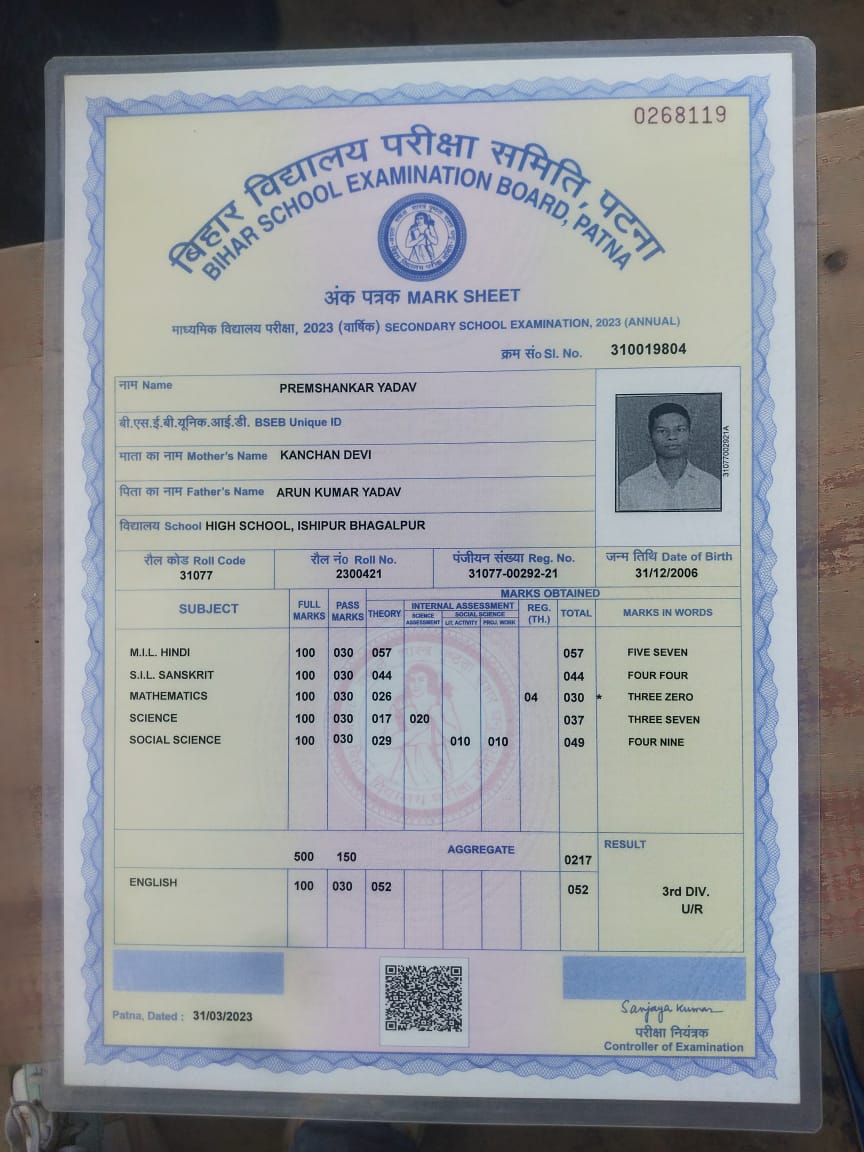 0268119
बिहार विद्यालय परीक्षा समिति, पटना
BIHAR SCHOOL EXAMINATION BOARD, PATNA
अंक पत्रक MARK SHEET
माध्यमिक विद्यालय परीक्षा, 2023 (वार्षिक) SECONDARY SCHOOL EXAMINATION, 2023 (ANNUAL)
क्रम सं० Sl. No. 310019804
नाम Name PREMSHANKAR YADAV
बी.एस.ई.बी.यूनिक.आई.डी. BSEB Unique ID
माता का नाम Mother's Name KANCHAN DEVI
पिता का नाम Father's Name ARUN KUMAR YADAV
विद्यालय School HIGH SCHOOL, ISHIPUR BHAGALPUR
31077002921A
रौल कोड Roll Code रौल नं० Roll No. पंजीयन संख्या Reg. No. जन्म तिथि Date of Birth
31077 2300421 31077-00292-21 31/12/2006
MARKS OBTAINED
SUBJECT FULL MARKS PASS MARKS THEORY INTERNAL ASSESSMENT REG. (TH.) TOTAL MARKS IN WORDS
SCIENCE ASSESSMENT SOCIAL SCIENCE LIT. ACTIVITY PROJ. WORK
M.I.L. HINDI 100 030 057 057 FIVE SEVEN
S.I.L. SANSKRIT 100 030 044 044 FOUR FOUR
MATHEMATICS 100 030 026 04 030 * THREE ZERO
SCIENCE 100 030 017 020 037 THREE SEVEN
SOCIAL SCIENCE 100 030 029 010 010 049 FOUR NINE
500 150 AGGREGATE 0217 RESULT
ENGLISH 100 030 052 052 3rd DIV.
U/R
Patna, Dated : 31/03/2023
Sanjaya Kumar
परीक्षा नियंत्रक
Controller of Examination